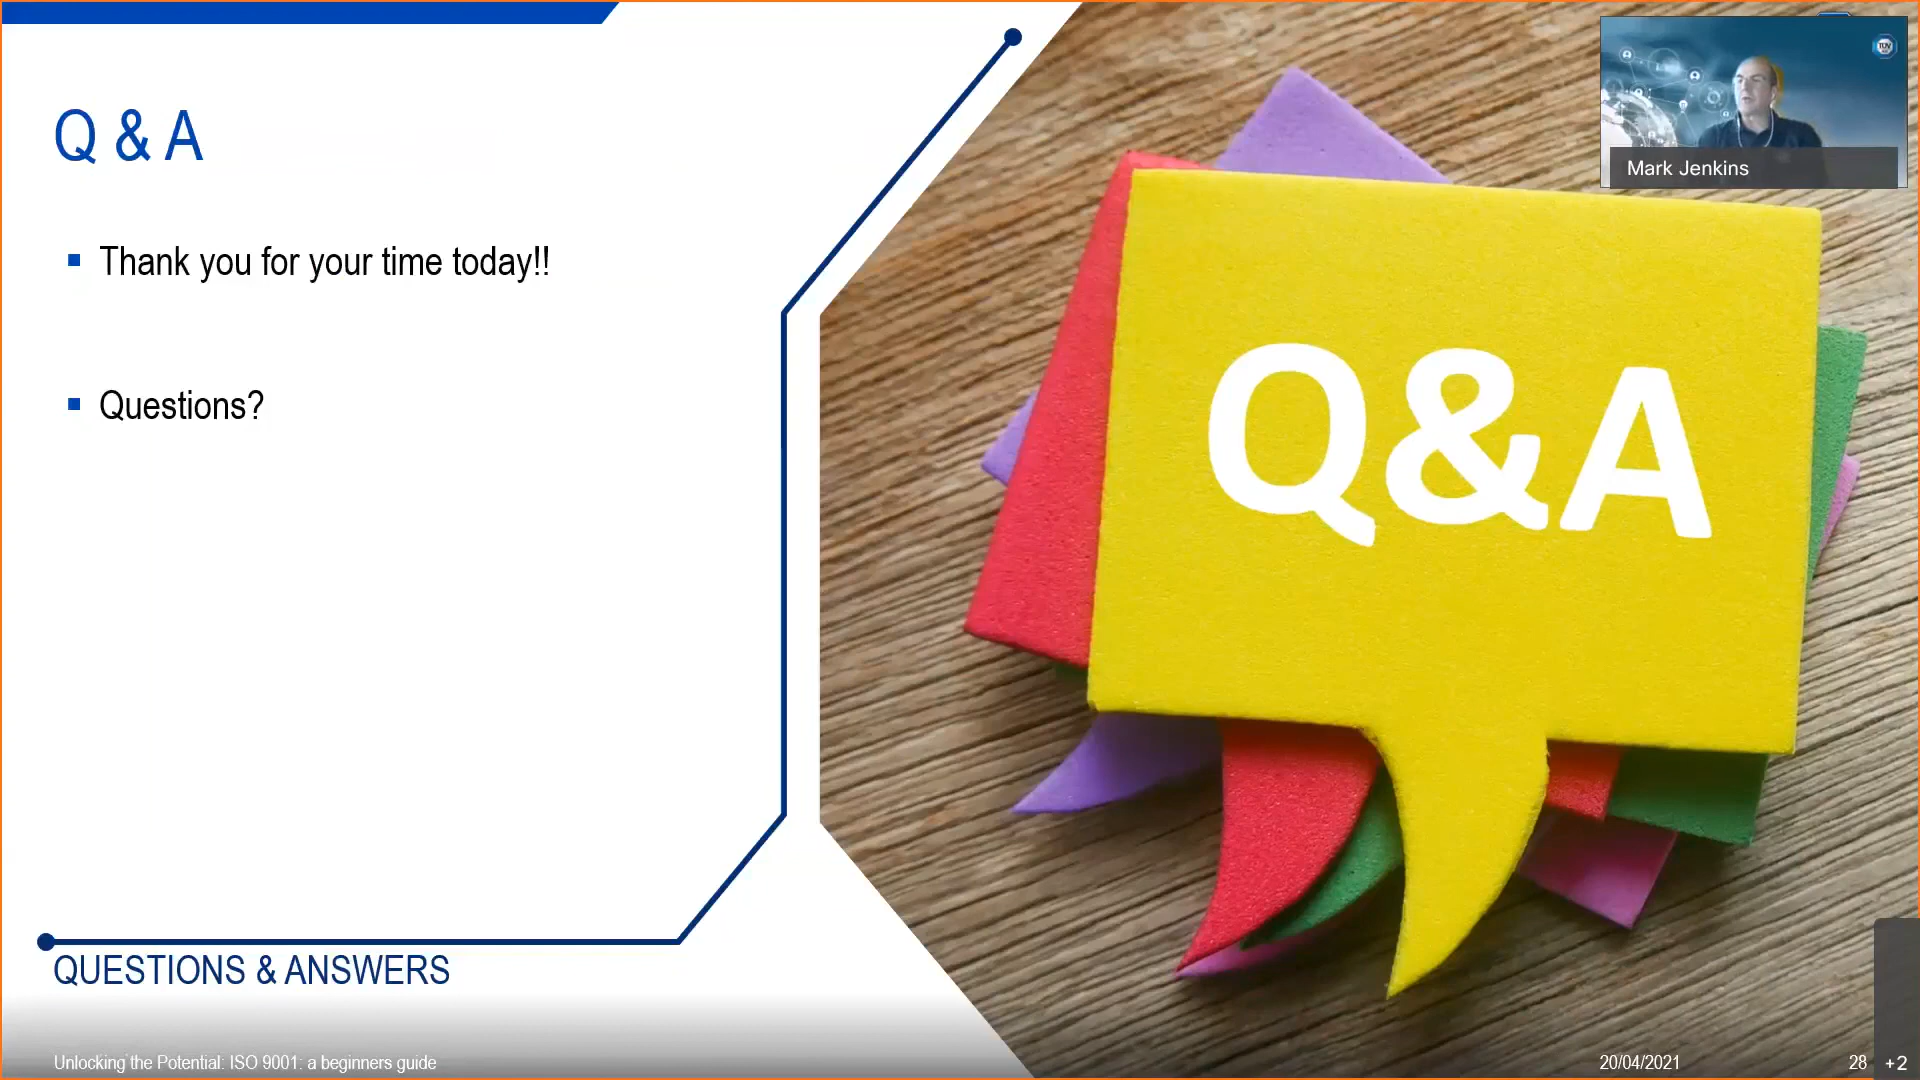 Q & A
Thank you for your time today!!
Questions?
QUESTIONS & ANSWERS
Unlocking the Potential: ISO 9001: a beginners guide
Q&A
TÜV
Mark Jenkins
20/04/2021
28
+2